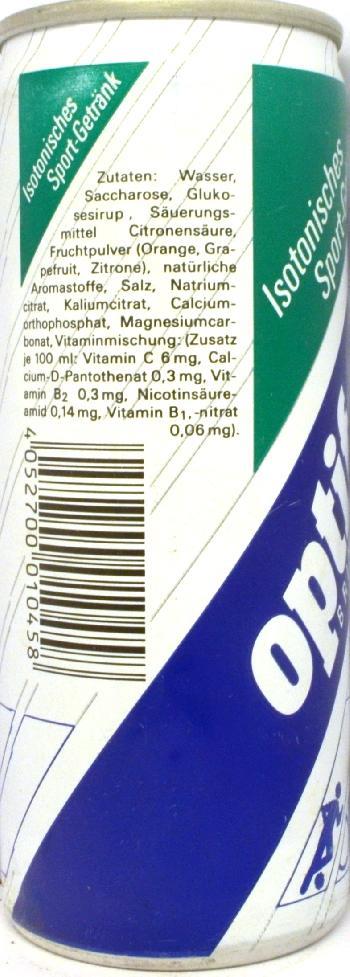 Isotonisches
Sport-Getränk
Zutaten: Wasser,
Saccharose, Gluko-
sesirup, Säuerungs-
mittel Citronensäure,
Fruchtpulver (Orange, Gra-
pefruit, Zitrone), natürliche
Aromastoffe, Salz, Natrium-
citrat, Kaliumcitrat, Calcium-
orthophosphat, Magnesiumcar-
bonat, Vitaminmischung: (Zusatz
je 100 ml: Vitamin C 6 mg, Cal-
cium-D-Pantothenat 0,3 mg, Vit-
amin B2 0,3 mg, Nicotinsäure-
amid 0,14 mg, Vitamin B1,-nitrat
0,06 mg).
4 052700 010458
Isotonisches
Sport
opti